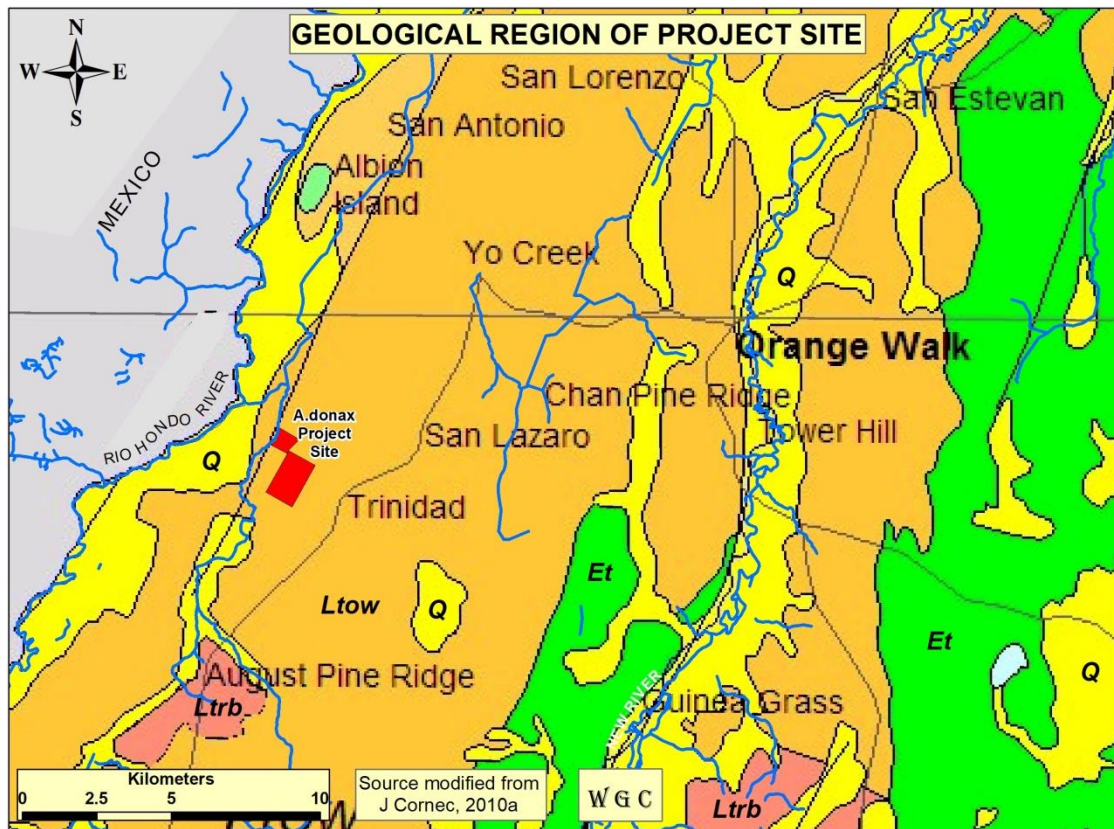 GEOLOGICAL REGION OF PROJECT SITE
N
W E
S
San Lorenzo
San Estevan
San Antonio
Albion
Island
MEXICO
Yo Creek
Q
Orange Walk
RIO HONDO RIVER
A.donax
Project
Site
Chan Pine Ridge
San Lazaro
Tower Hill
Q
Trinidad
Et
Ltow
Q
Et
August Pine Ridge
Q
Ltrb
NEW RIVER
Guinea Grass
Kilometers
0 2.5 5 10
Source modified from
J Cornec, 2010a
W G C
Ltrb